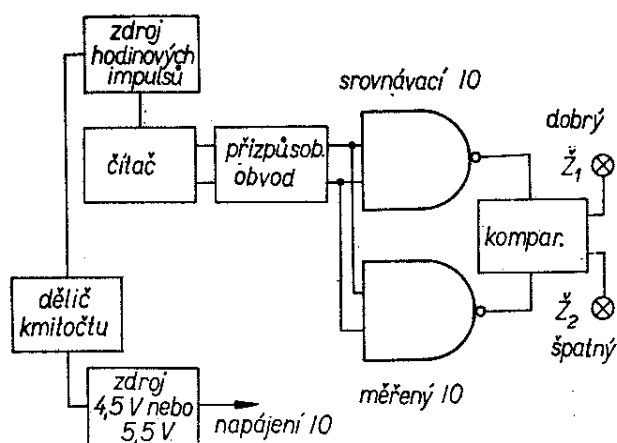 zdroj
hodinových
impulsů
srovnávací IO
dobrý
Ž1
čítač
přizpůsob.
obvod
kompar.
Ž2
špatný
dělič
kmitočtu
měřený IO
zdroj
4,5 V nebo
5,5 V
napájení IO